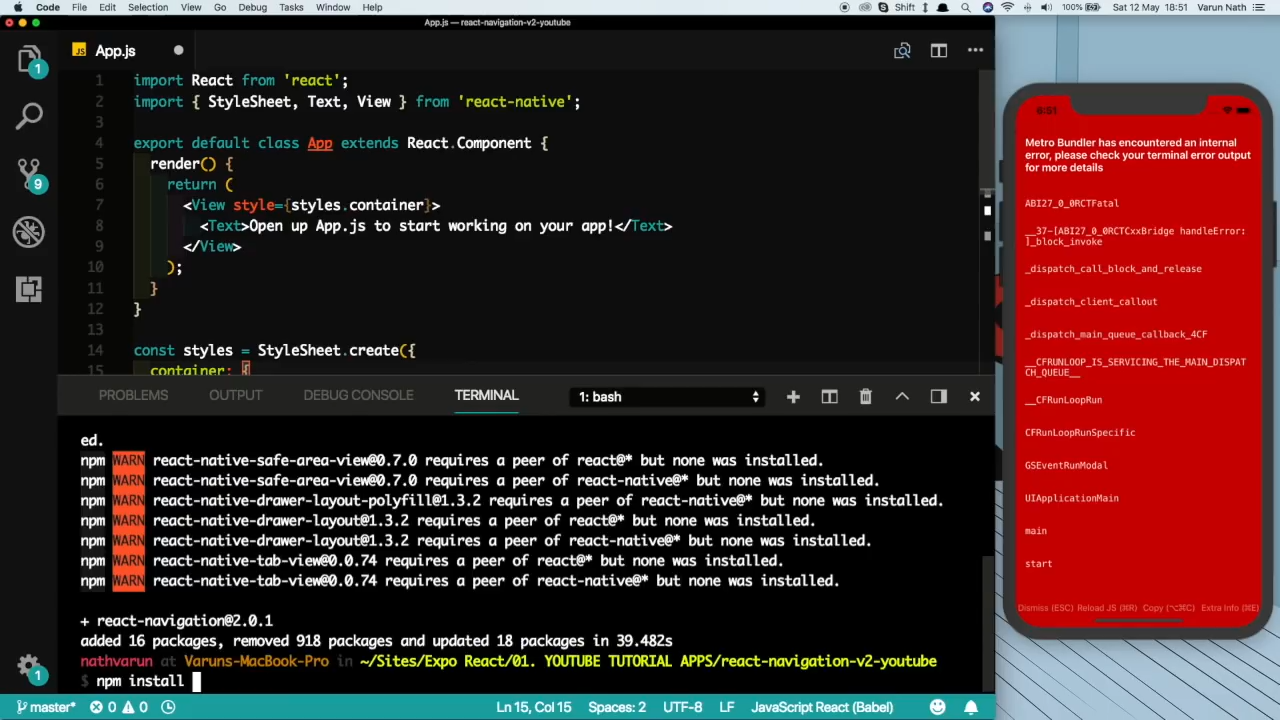 Code File Edit Selection View Go Debug Tasks Window Help
Shift 100% Sat 12 May 18:51 Varun Nath
App.js — react-navigation-v2-youtube
JS App.js
1 import React from 'react';
2 import { StyleSheet, Text, View } from 'react-native';
3
4 export default class App extends React.Component {
5 render() {
6 return (
7 <View style={styles.container}>
8 <Text>Open up App.js to start working on your app!</Text>
9 </View>
10 );
11 }
12 }
13
14 const styles = StyleSheet.create({
15 container: {
1
9
1
PROBLEMS OUTPUT DEBUG CONSOLE TERMINAL 1: bash
ed.
npm WARN react-native-safe-area-view@0.7.0 requires a peer of react@* but none was installed.
npm WARN react-native-safe-area-view@0.7.0 requires a peer of react-native@* but none was installed.
npm WARN react-native-drawer-layout-polyfill@1.3.2 requires a peer of react-native@* but none was installed.
npm WARN react-native-drawer-layout@1.3.2 requires a peer of react@* but none was installed.
npm WARN react-native-drawer-layout@1.3.2 requires a peer of react-native@* but none was installed.
npm WARN react-native-tab-view@0.0.74 requires a peer of react@* but none was installed.
npm WARN react-native-tab-view@0.0.74 requires a peer of react-native@* but none was installed.
+ react-navigation@2.0.1
added 16 packages, removed 918 packages and updated 18 packages in 39.482s
nathvarun at Varuns-MacBook-Pro in ~/Sites/Expo React/01. YOUTUBE TUTORIAL APPS/react-navigation-v2-youtube
$ npm install
master* 0 0 Ln 15, Col 15 Spaces: 2 UTF-8 LF JavaScript React (Babel)
6:51
Metro Bundler has encountered an internal
error, please check your terminal error output
for more details
ABI27_0_0RCTFatal
__37-[ABI27_0_0RCTCxxBridge handleError:
]_block_invoke
_dispatch_call_block_and_release
_dispatch_client_callout
_dispatch_main_queue_callback_4CF
__CFRUNLOOP_IS_SERVICING_THE_MAIN_DISPAT
CH_QUEUE__
__CFRunLoopRun
CFRunLoopRunSpecific
GSEventRunModal
UIApplicationMain
main
start
Dismiss (ESC) Reload JS (⌘R) Copy (⌥⌘C) Extra Info (⌘E)